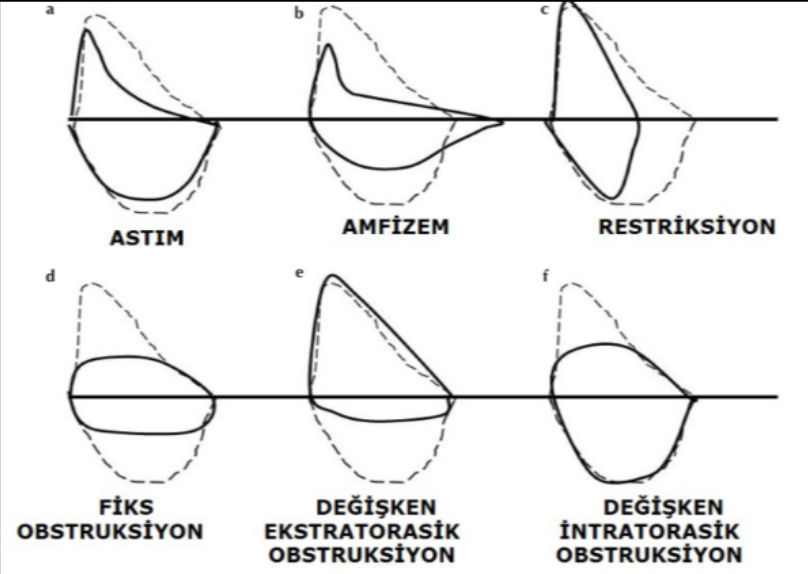 a
b
c
ASTIM
AMFİZEM
RESTRİKSİYON
d
e
f
FİKS
OBSTRUKSİYON
DEĞİŞKEN
EKSTRATORASİK
OBSTRUKSİYON
DEĞİŞKEN
İNTRATORASİK
OBSTRUKSİYON